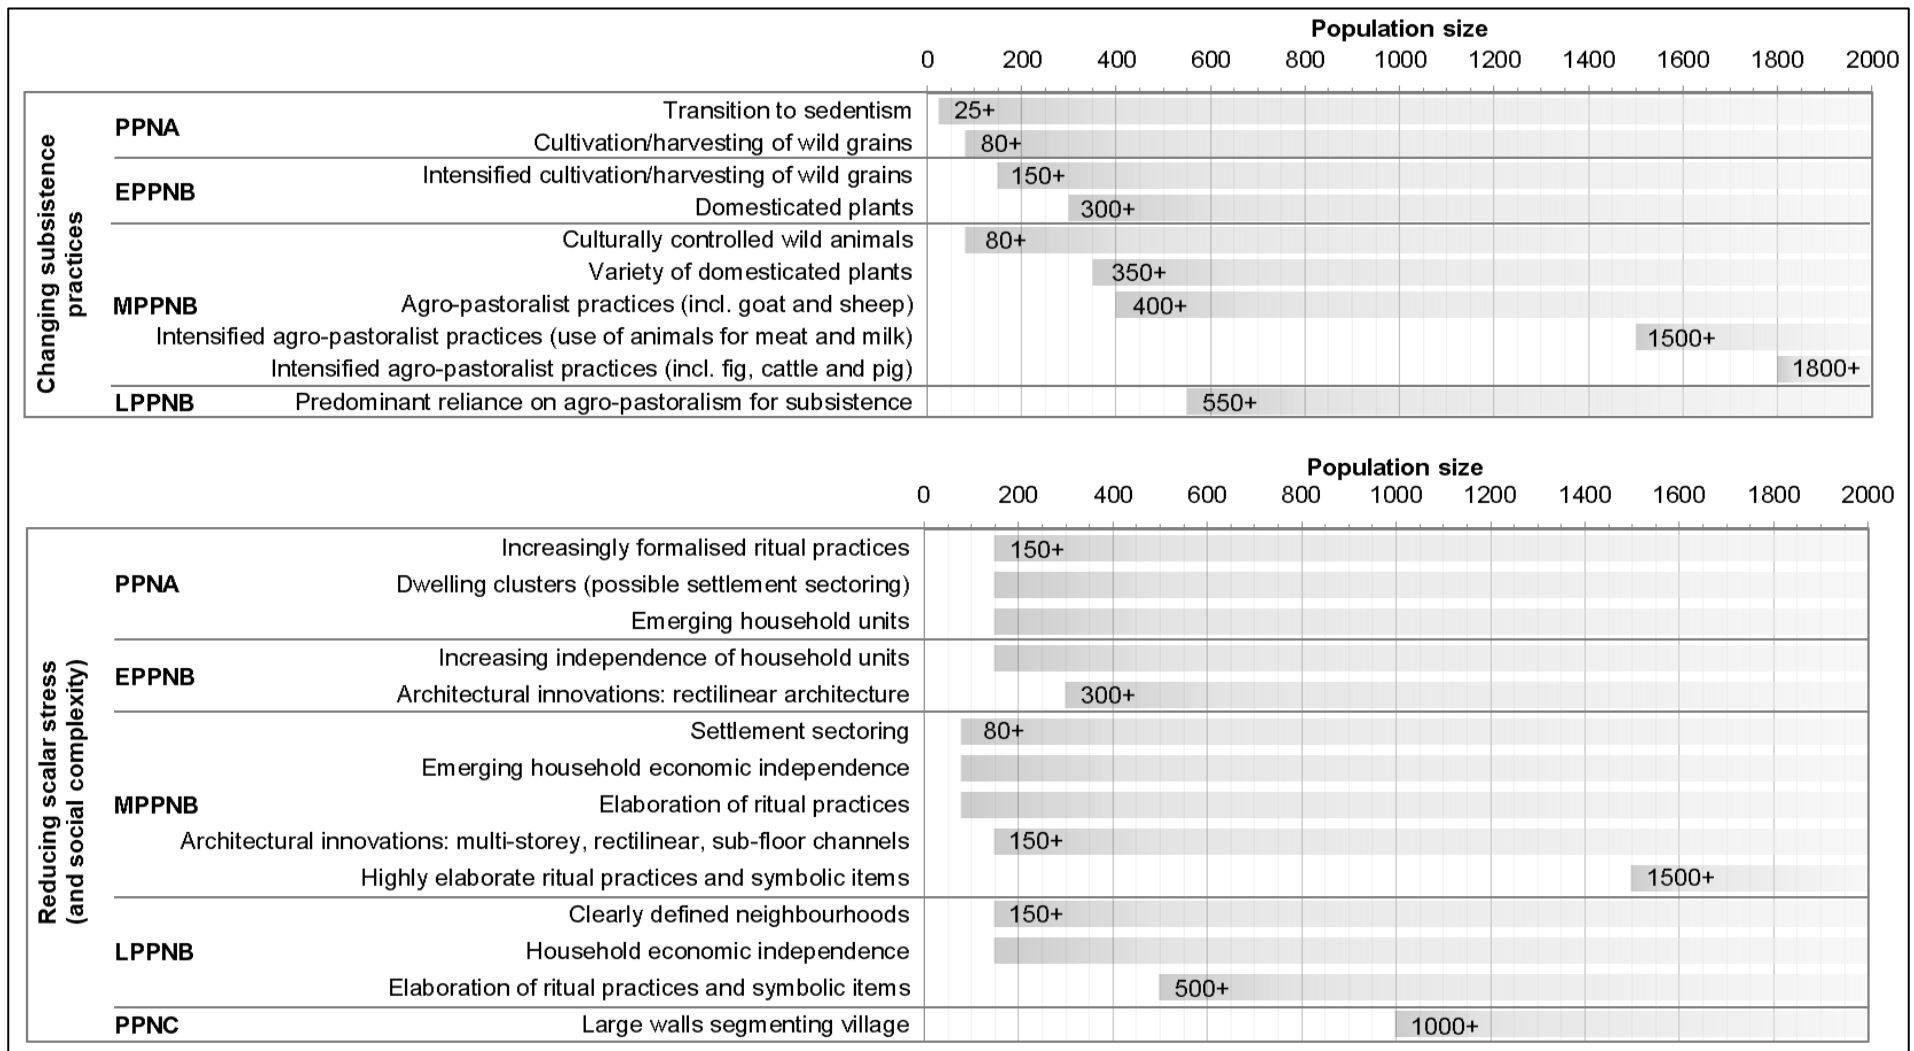 Population size
0 200 400 600 800 1000 1200 1400 1600 1800 2000
Changing subsistence
practices
PPNA
Transition to sedentism 25+
Cultivation/harvesting of wild grains 80+
EPPNB
Intensified cultivation/harvesting of wild grains 150+
Domesticated plants 300+
MPPNB
Culturally controlled wild animals 80+
Variety of domesticated plants 350+
Agro-pastoralist practices (incl. goat and sheep) 400+
Intensified agro-pastoralist practices (use of animals for meat and milk) 1500+
Intensified agro-pastoralist practices (incl. fig, cattle and pig) 1800+
LPPNB
Predominant reliance on agro-pastoralism for subsistence 550+
Population size
0 200 400 600 800 1000 1200 1400 1600 1800 2000
Reducing scalar stress
(and social complexity)
PPNA
Increasingly formalised ritual practices 150+
Dwelling clusters (possible settlement sectoring)
Emerging household units
EPPNB
Increasing independence of household units
Architectural innovations: rectilinear architecture 300+
MPPNB
Settlement sectoring 80+
Emerging household economic independence
Elaboration of ritual practices
Architectural innovations: multi-storey, rectilinear, sub-floor channels 150+
Highly elaborate ritual practices and symbolic items 1500+
LPPNB
Clearly defined neighbourhoods 150+
Household economic independence
Elaboration of ritual practices and symbolic items 500+
PPNC
Large walls segmenting village 1000+